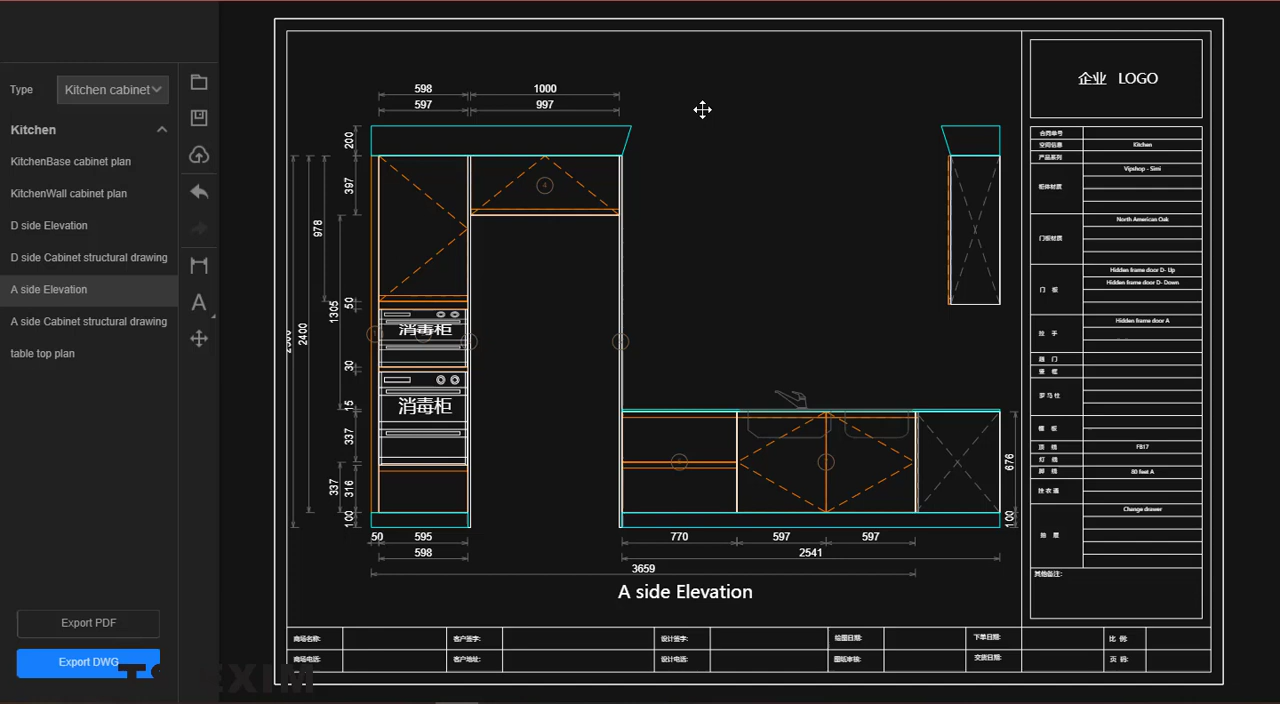 Type
Kitchen cabinet
Kitchen
KitchenBase cabinet plan
KitchenWall cabinet plan
D side Elevation
D side Cabinet structural drawing
A side Elevation
A side Cabinet structural drawing
table top plan
Export PDF
Export DWG
A
598
1000
597
997
200
397
978
50
1305
2400
30
15
337
337
316
100
消毒柜
消毒柜
4
676
100
50
595
598
770
597
597
2541
3659
A side Elevation
企业 LOGO
合同单号
空间信息
Kitchen
产品系列
柜体材质
Vipshop - Simi
门板材质
North Americas Oak
门 板
Hidden frame door D- Up
Hidden frame door D- Down
拉 手
Hidden frame door A
罗马柱
楣 板
顶 线
FB17
灯 线
脚 线
80 feet A
挂衣通
抽 屉
Change drawer
其他备注:
商场名称:
客户签字:
设计签字:
绘图日期:
下单日期:
比 例:
商场电话:
客户地址:
设计电话:
图纸审核:
交货日期:
页 码:
EXIM